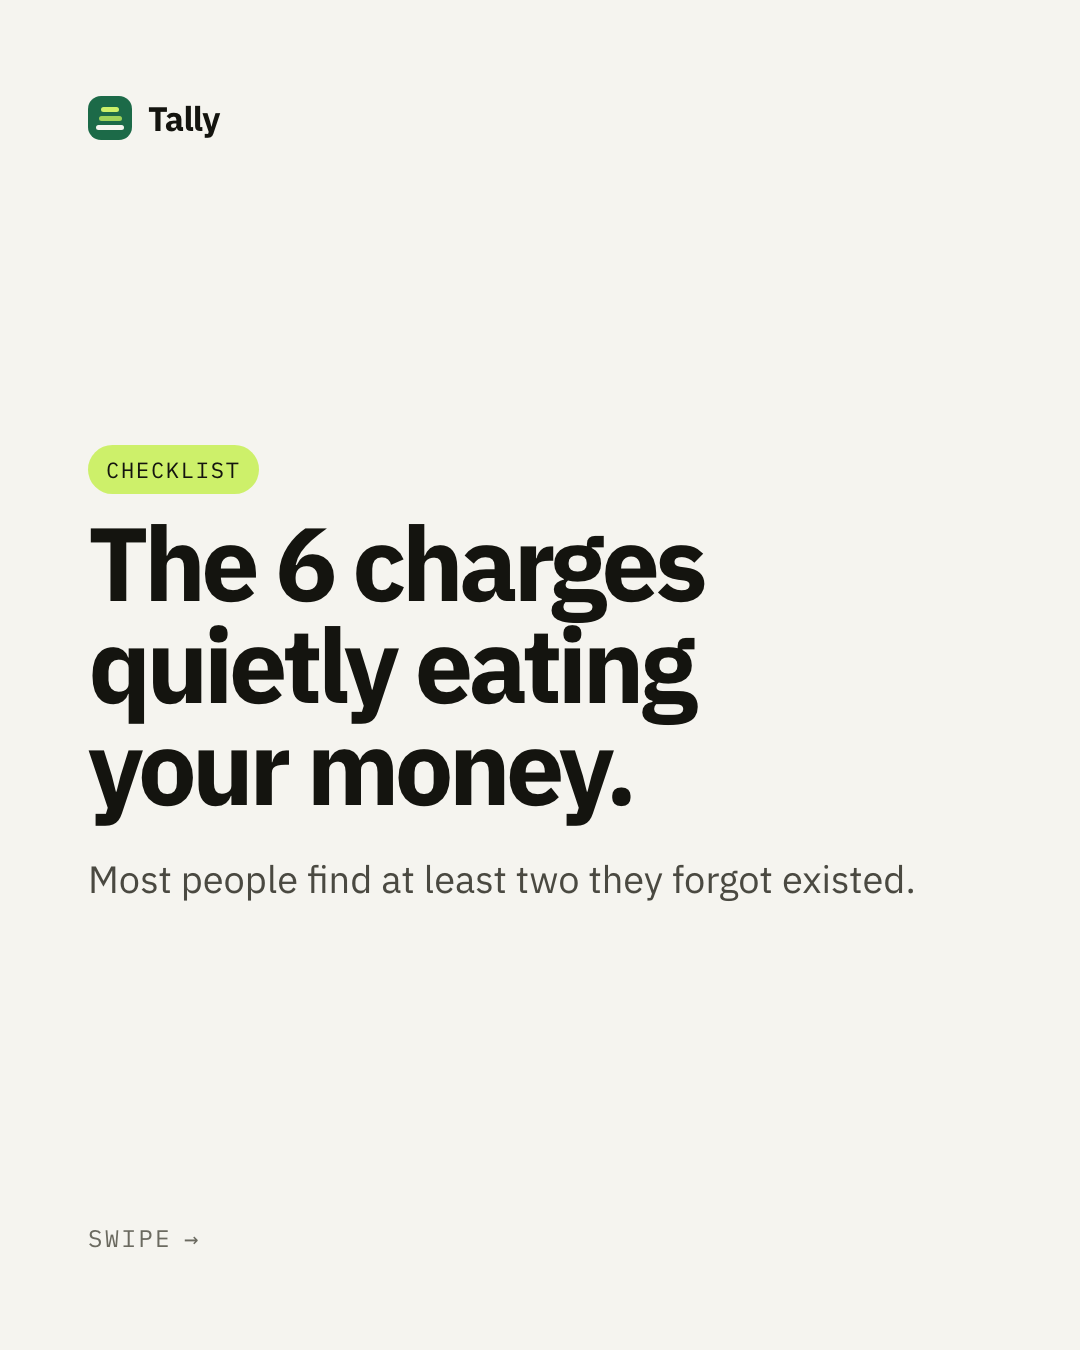 Tally
CHECKLIST
The 6 charges
quietly eating
your money.
Most people find at least two they forgot existed.
SWIPE →